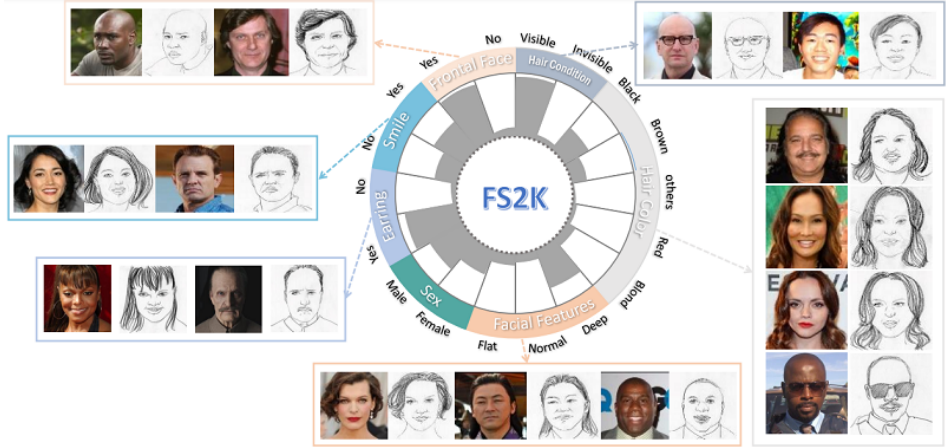 No
Visible
Invisible
Black
Brown
others
Red
Blond
Deep
Normal
Flat
Female
Male
Yes
No
No
Yes
Yes
Frontal Face
Hair Condition
Hair Color
Facial Features
Sex
Earring
Smile
FS2K